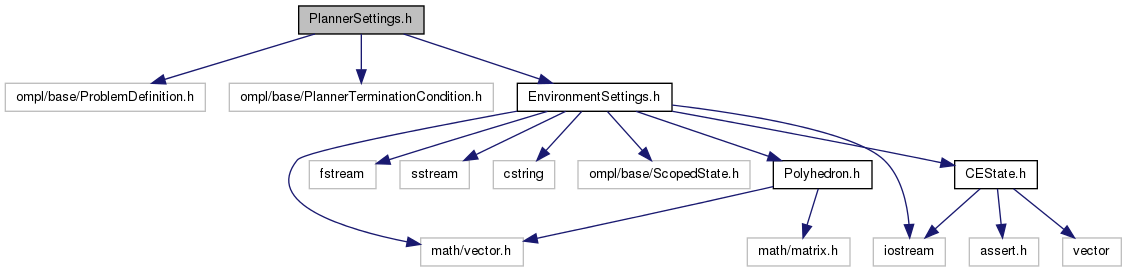 PlannerSettings.h
ompl/base/ProblemDefinition.h
ompl/base/PlannerTerminationCondition.h
EnvironmentSettings.h
fstream
sstream
cstring
ompl/base/ScopedState.h
Polyhedron.h
CEState.h
math/vector.h
math/matrix.h
iostream
assert.h
vector